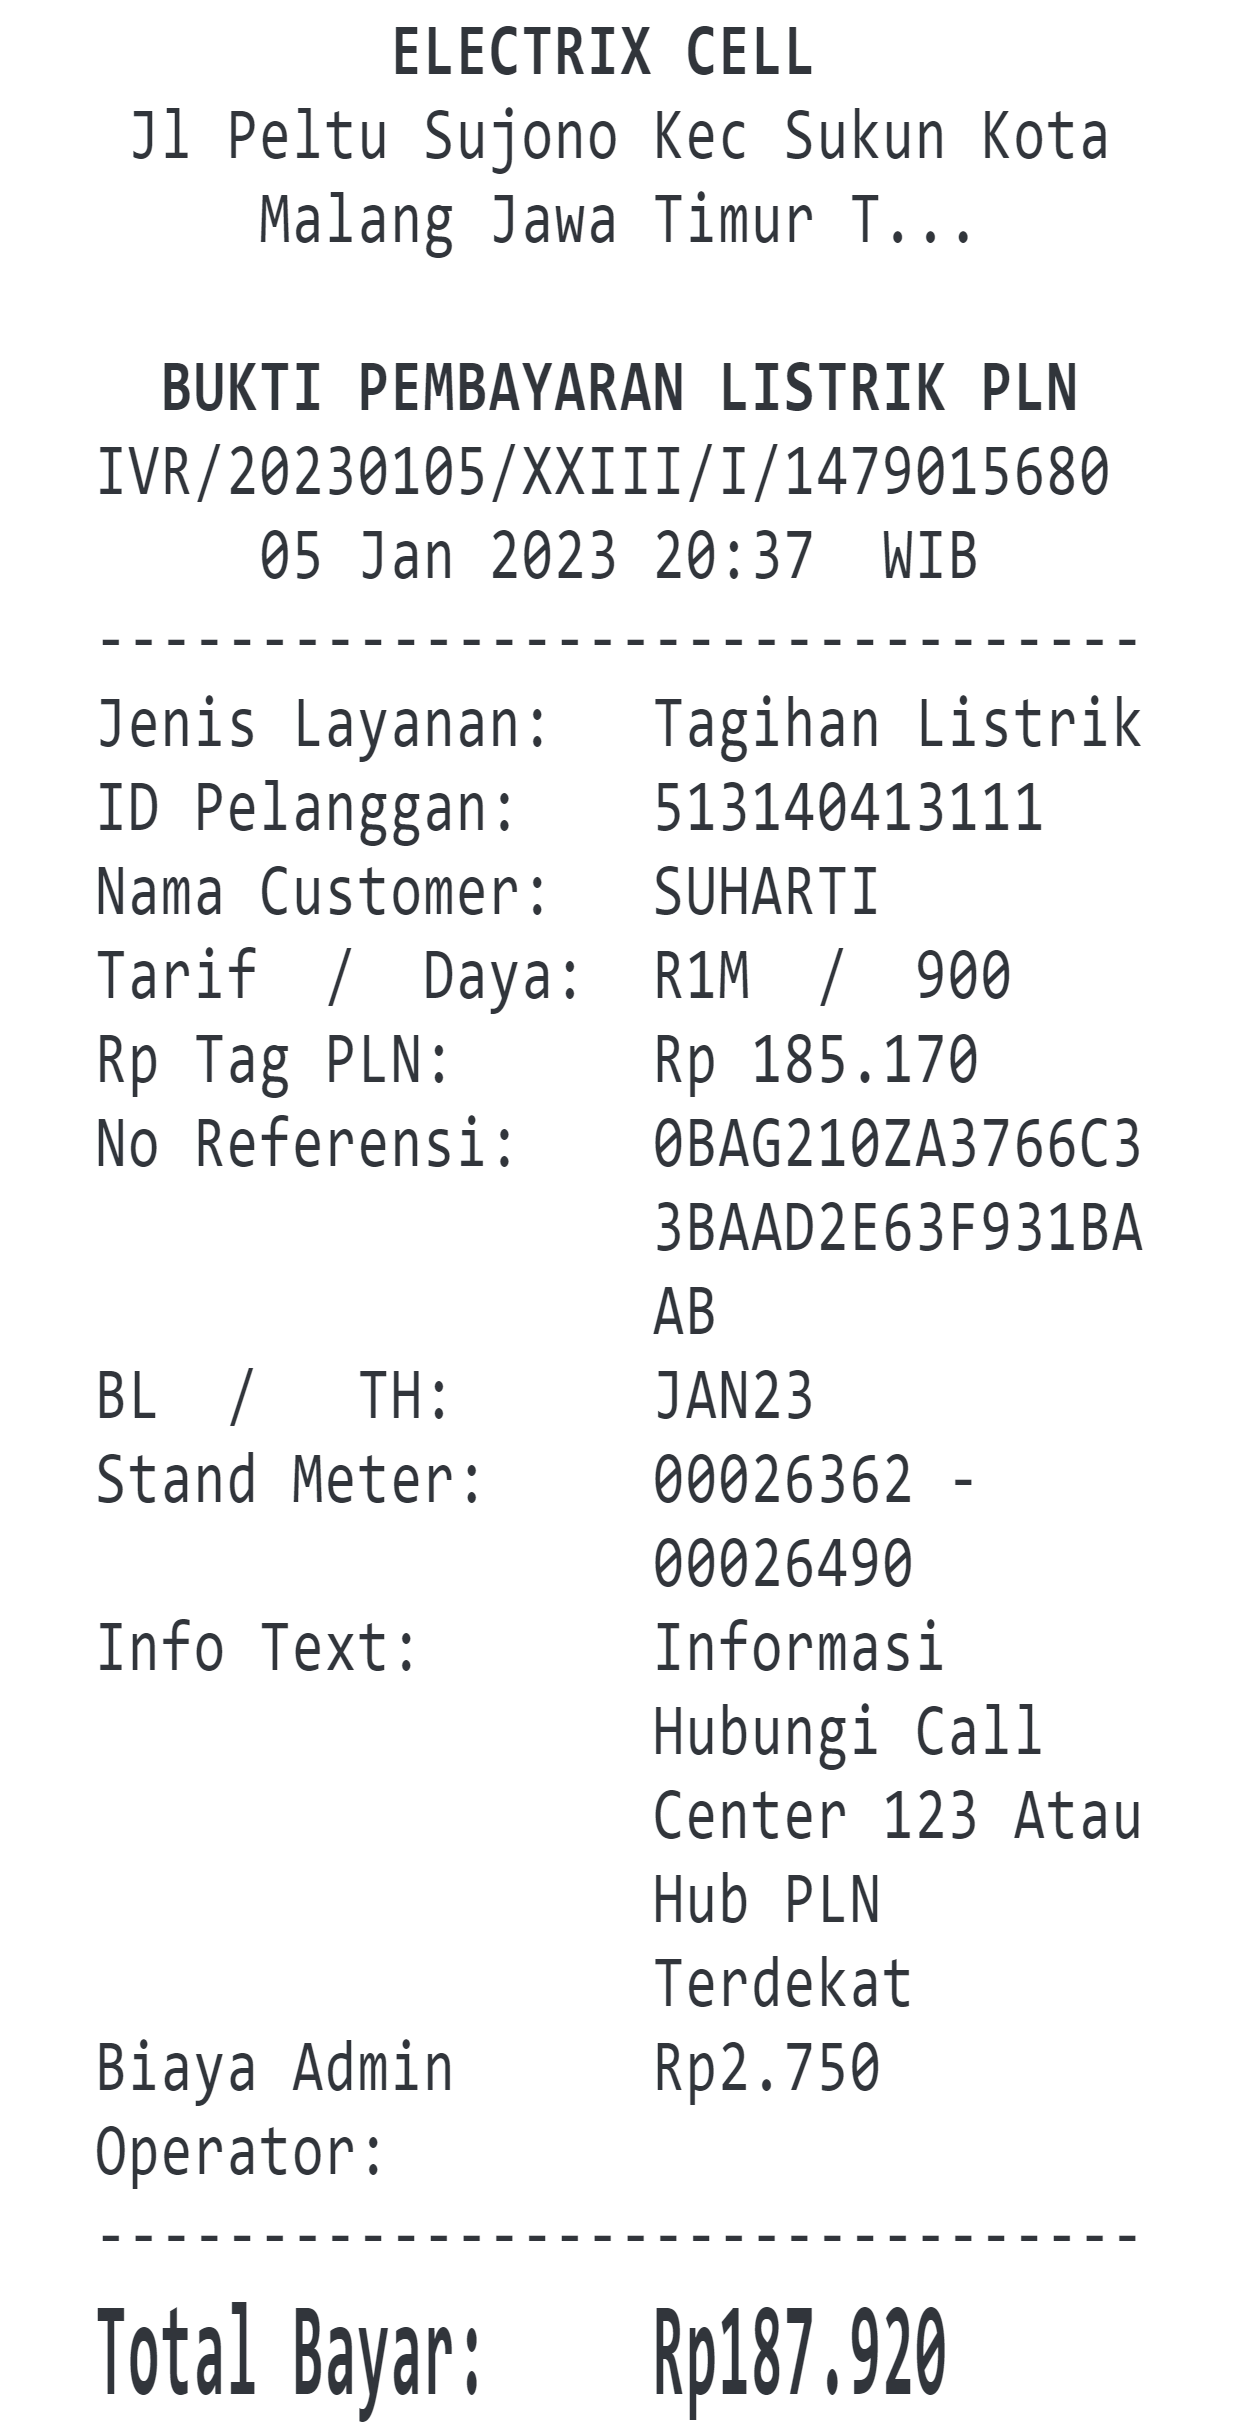 ELECTRIX CELL
Jl Peltu Sujono Kec Sukun Kota
Malang Jawa Timur T...
BUKTI PEMBAYARAN LISTRIK PLN
IVR/20230105/XXIII/I/1479015680
05 Jan 2023 20:37  WIB
--------------------------------
Jenis Layanan:   Tagihan Listrik
ID Pelanggan:    513140413111
Nama Customer:   SUHARTI
Tarif  /  Daya:  R1M  /  900
Rp Tag PLN:      Rp 185.170
No Referensi:    0BAG210ZA3766C3
3BAAD2E63F931BA
AB
BL  /   TH:      JAN23
Stand Meter:     00026362 -
00026490
Info Text:       Informasi
Hubungi Call
Center 123 Atau
Hub PLN
Terdekat
Biaya Admin      Rp2.750
Operator:
--------------------------------
Total Bayar:     Rp187.920